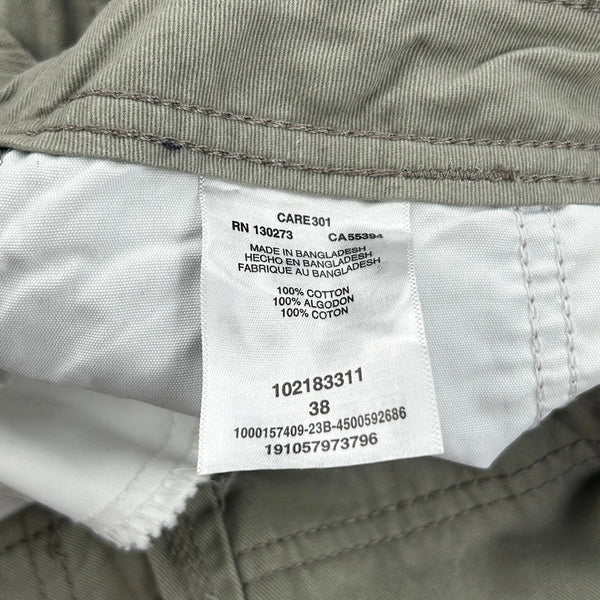 CARE301
RN 130273 CA55394
MADE IN BANGLADESH
HECHO EN BANGLADESH
FABRIQUE AU BANGLADESH
100% COTTON
100% ALGODON
100% COTON
102183311
38
1000157409-23B-4500592686
191057973796